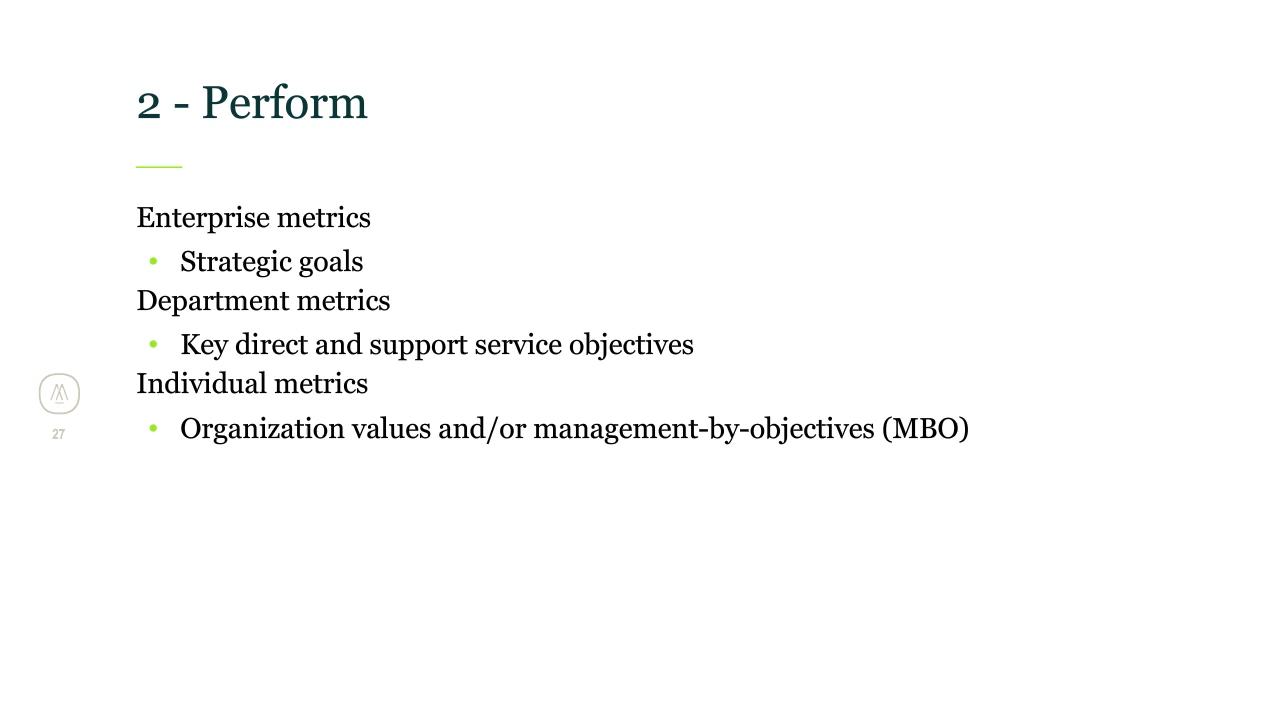 2 - Perform
Enterprise metrics
• Strategic goals
Department metrics
• Key direct and support service objectives
Individual metrics
• Organization values and/or management-by-objectives (MBO)
27